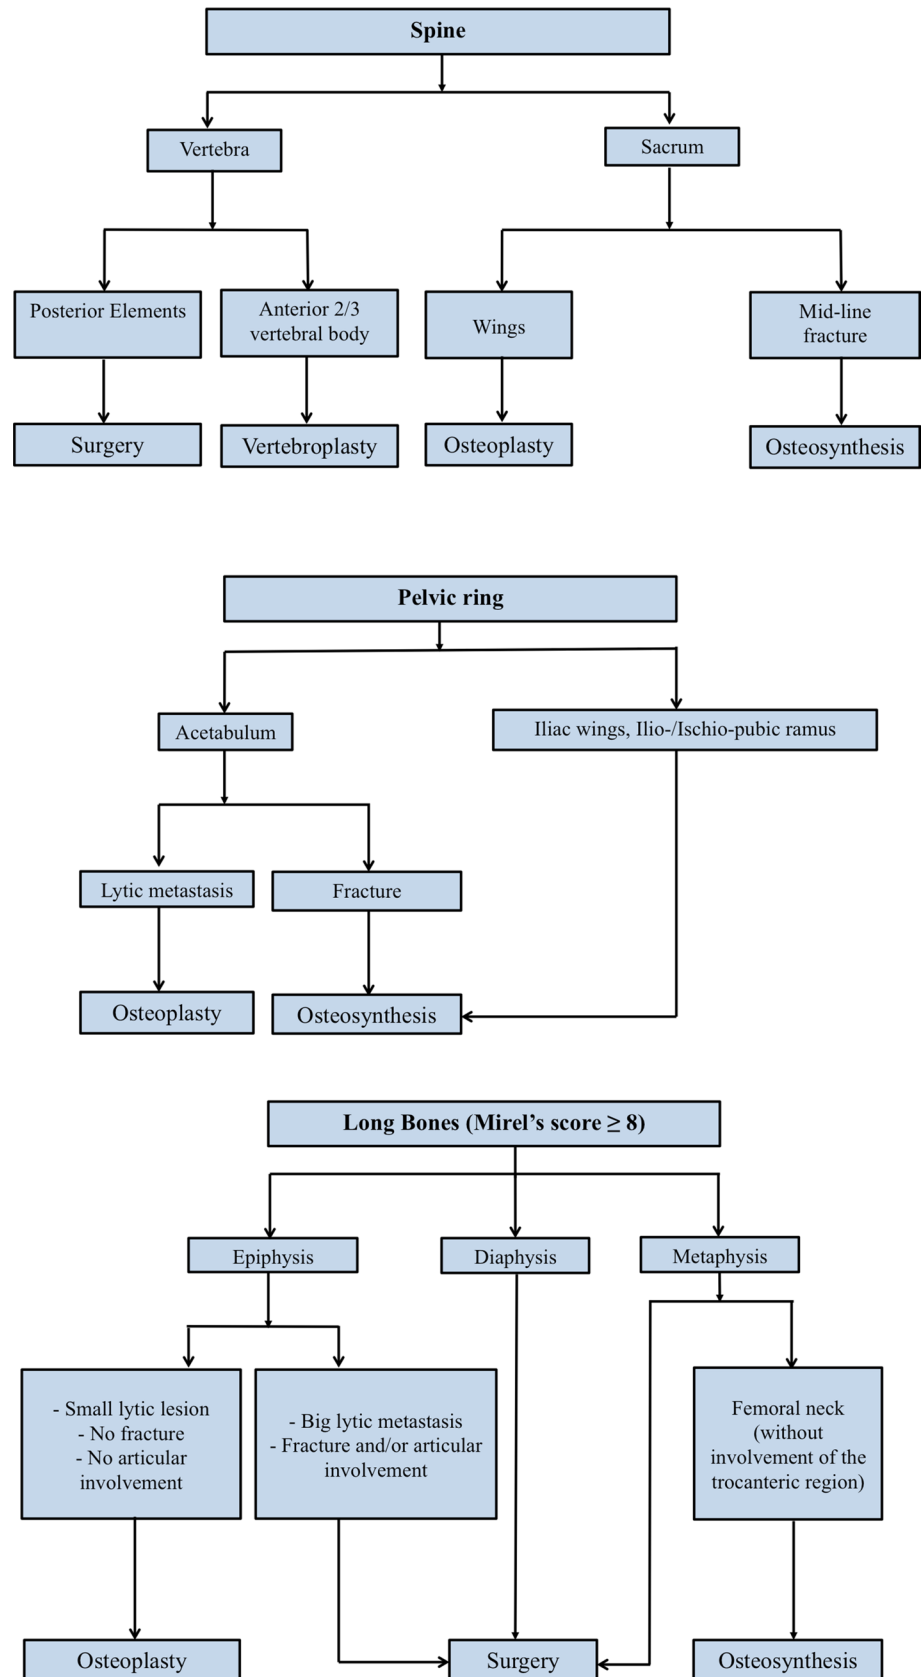 Spine
Vertebra
Sacrum
Posterior Elements
Anterior 2/3
vertebral body
Wings
Mid-line
fracture
Surgery
Vertebroplasty
Osteoplasty
Osteosynthesis
Pelvic ring
Acetabulum
Iliac wings, Ilio-/Ischio-pubic ramus
Lytic metastasis
Fracture
Osteoplasty
Osteosynthesis
Long Bones (Mirel’s score ≥ 8)
Epiphysis
Diaphysis
Metaphysis
- Small lytic lesion
- No fracture
- No articular
involvement
- Big lytic metastasis
- Fracture and/or articular
involvement
Femoral neck
(without
involvement of the
trocanteric region)
Osteoplasty
Surgery
Osteosynthesis